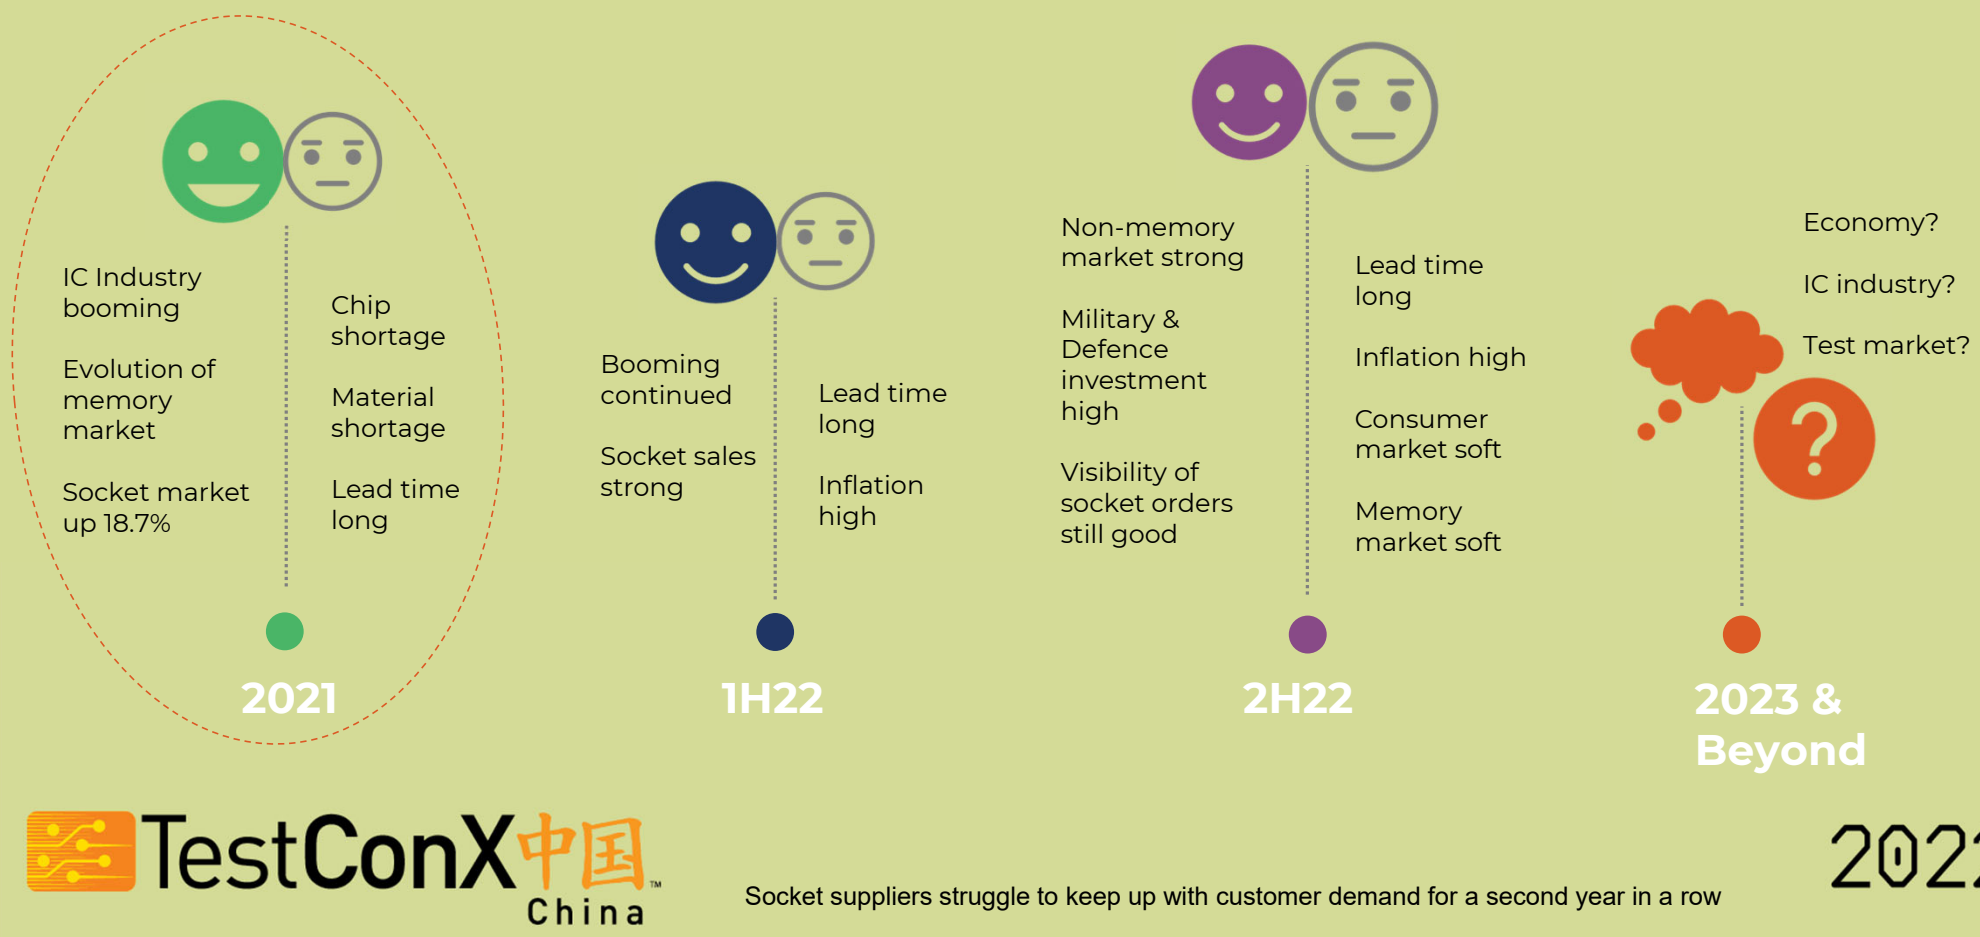 IC Industry
booming
Evolution of
memory
market
Socket market
up 18.7%
Chip
shortage
Material
shortage
Lead time
long
2021
Booming
continued
Socket sales
strong
Lead time
long
Inflation
high
1H22
Non-memory
market strong
Military &
Defence
investment
high
Visibility of
socket orders
still good
Lead time
long
Inflation high
Consumer
market soft
Memory
market soft
2H22
Economy?
IC industry?
Test market?
?
2023 &
Beyond
TestConX中国™
China
Socket suppliers struggle to keep up with customer demand for a second year in a row
2022